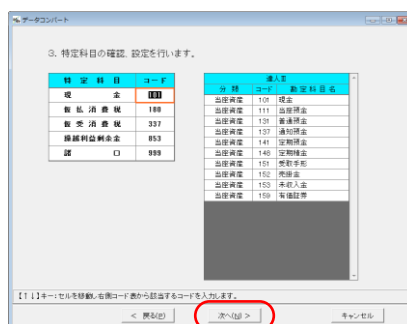 データコンバート
3. 特定科目の確認、設定を行います。
特 定 科 目 コード
現 金 101
仮 払 消 費 税 188
仮 受 消 費 税 337
繰越利益剰余金 853
諸 口 999
達人Ⅲ
分 類 コード 勘 定 科 目 名
当座資産 101 現金
当座資産 111 当座預金
当座資産 131 普通預金
当座資産 137 通知預金
当座資産 141 定期預金
当座資産 148 定期積金
当座資産 151 受取手形
当座資産 152 売掛金
当座資産 153 未収入金
当座資産 159 有価証券
【↑↓】キー：セルを移動し右側コード表から該当するコードを入力します。
< 戻る(P) 次へ(N) > キャンセル